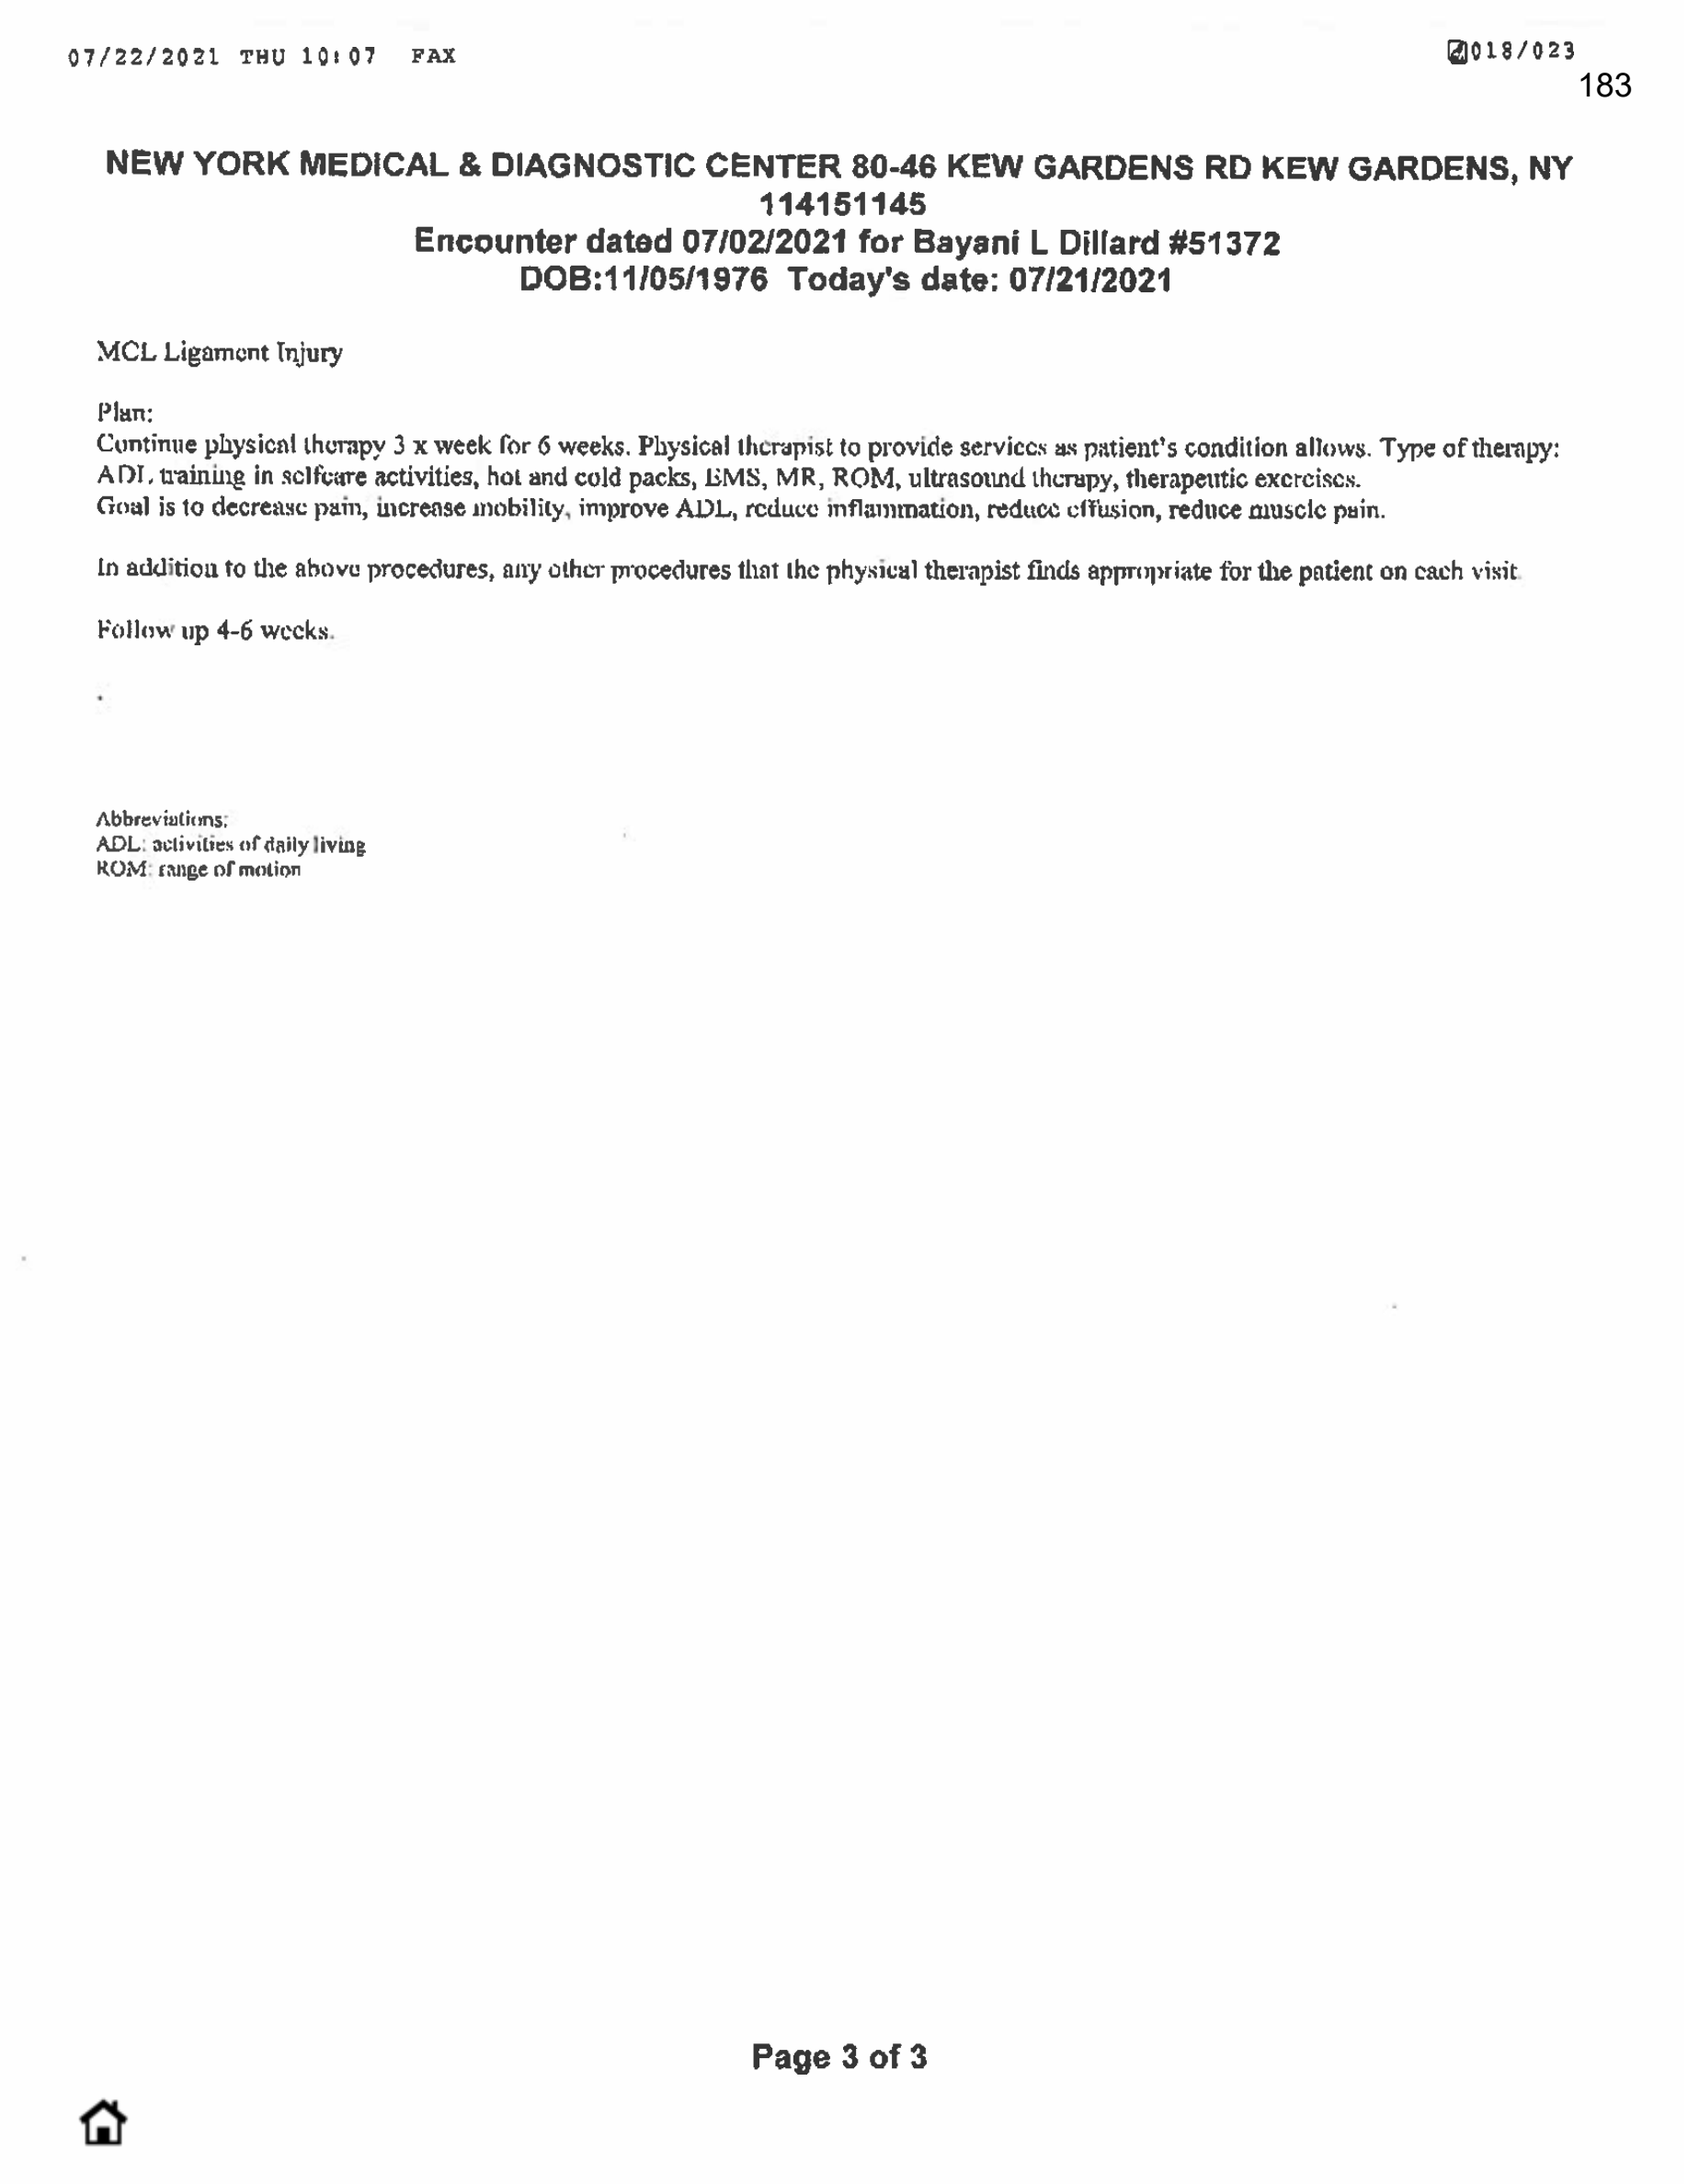 07/22/2021 THU 10:07 FAX
018/023
183
NEW YORK MEDICAL & DIAGNOSTIC CENTER 80-46 KEW GARDENS RD KEW GARDENS, NY
114151145
Encounter dated 07/02/2021 for Bayani L Dillard #51372
DOB:11/05/1976 Today's date: 07/21/2021
MCL Ligament Injury
Plan:
Continue physical therapy 3 x week for 6 weeks. Physical therapist to provide services as patient's condition allows. Type of therapy:
ADL training in selfcare activities, hot and cold packs, EMS, MR, ROM, ultrasound therapy, therapeutic exercises.
Goal is to decrease pain, increase mobility, improve ADL, reduce inflammation, reduce effusion, reduce muscle pain.
In addition to the above procedures, any other procedures that the physical therapist finds appropriate for the patient on each visit.
Follow up 4-6 weeks.
.
Abbreviations:
ADL: activities of daily living
ROM: range of motion
Page 3 of 3